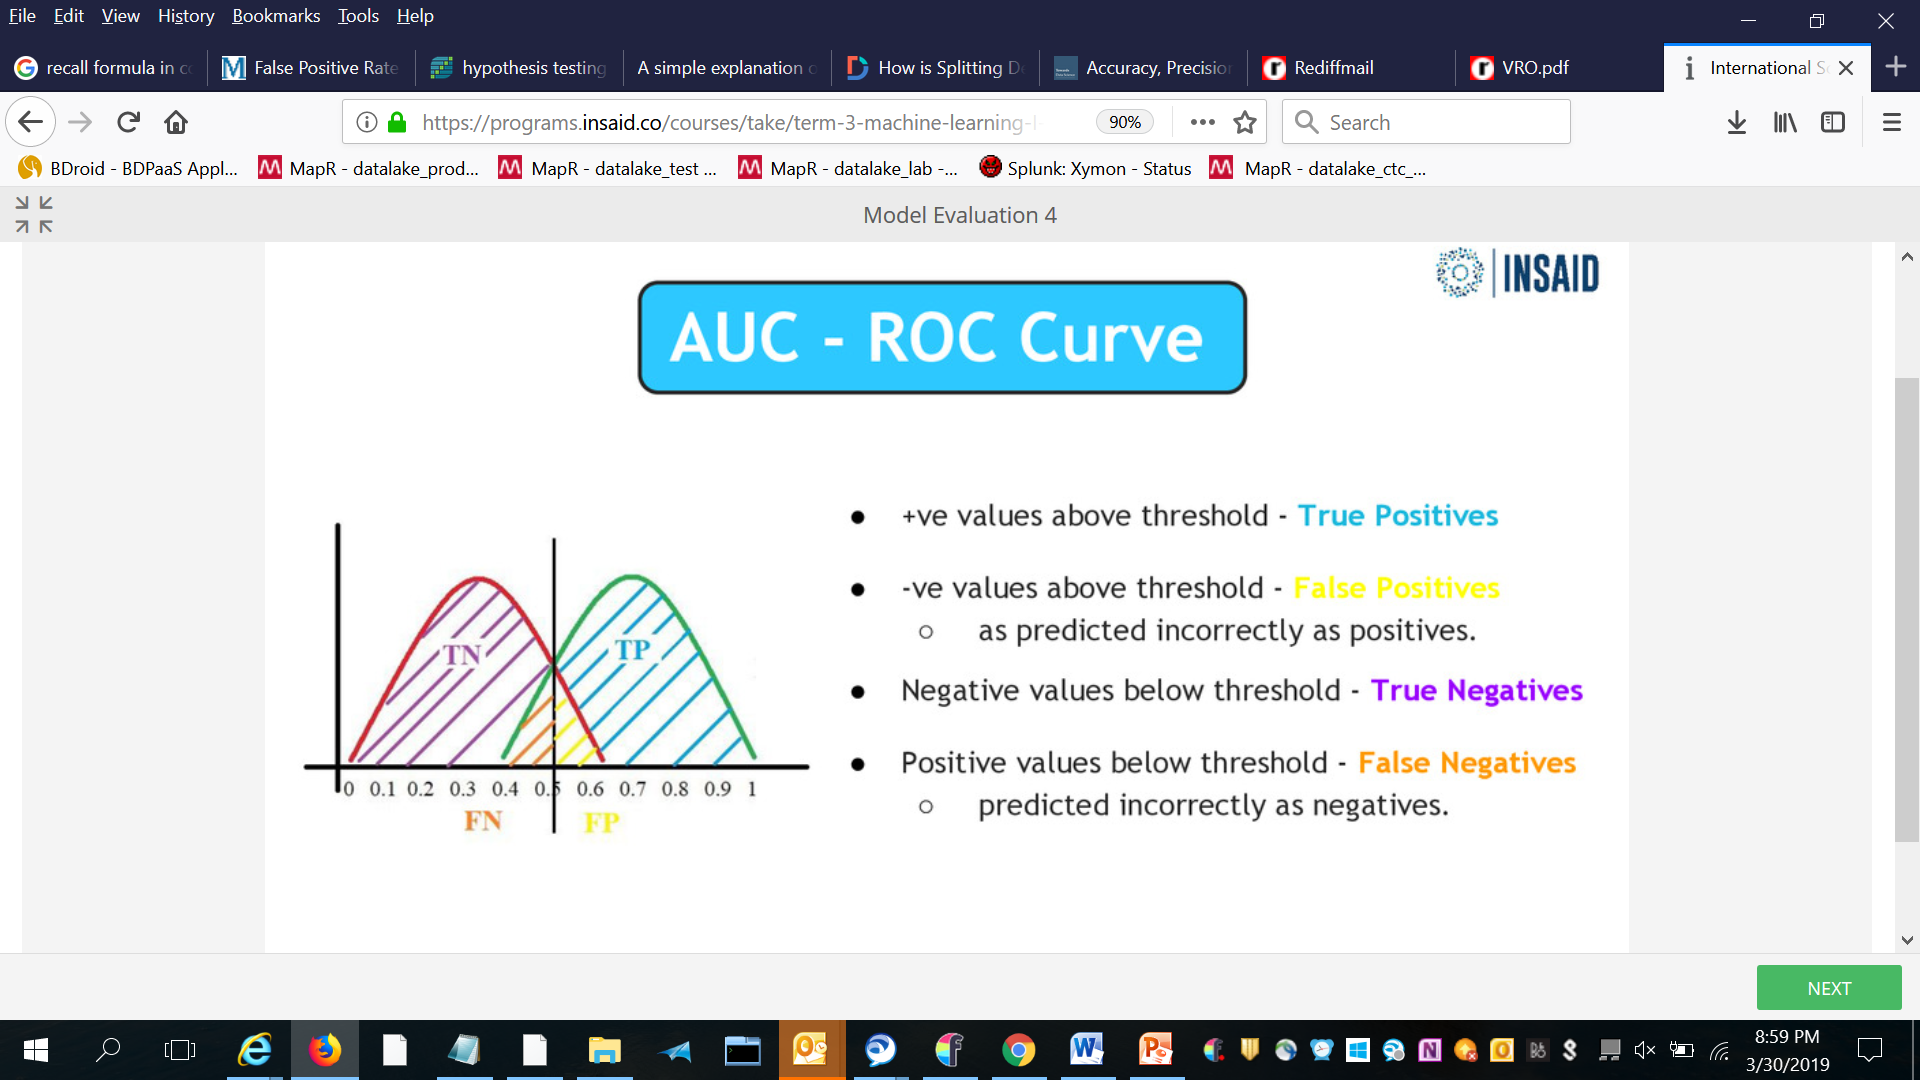 File Edit View History Bookmarks Tools Help
recall formula in co False Positive Rate hypothesis testing A simple explanation o How is Splitting De Accuracy, Precision Rediffmail VRO.pdf International Sc
https://programs.insaid.co/courses/take/term-3-machine-learning-l 90% Search
BDroid - BDPaaS Appl... MapR - datalake_prod... MapR - datalake_test ... MapR - datalake_lab -... Splunk: Xymon - Status MapR - datalake_ctc_...
Model Evaluation 4
INSAID
AUC - ROC Curve
● +ve values above threshold - True Positives
● -ve values above threshold - False Positives
○ as predicted incorrectly as positives.
● Negative values below threshold - True Negatives
● Positive values below threshold - False Negatives
○ predicted incorrectly as negatives.
TN TP
0 0.1 0.2 0.3 0.4 0.5 0.6 0.7 0.8 0.9 1
FN FP
NEXT
8:59 PM
3/30/2019